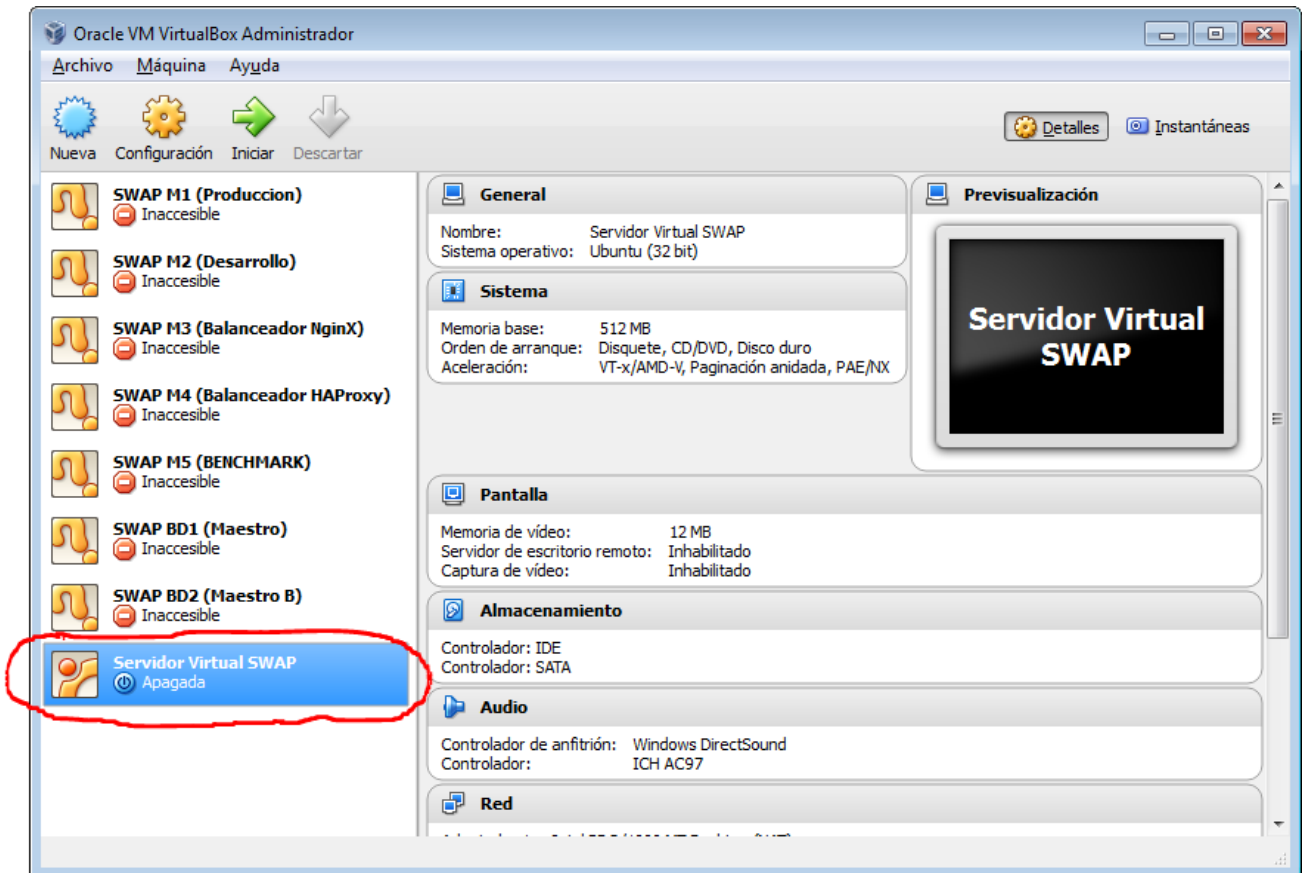 Oracle VM VirtualBox Administrador
Archivo Máquina Ayuda
Nueva Configuración Iniciar Descartar
Detalles Instantáneas
SWAP M1 (Produccion)
Inaccesible
SWAP M2 (Desarrollo)
Inaccesible
SWAP M3 (Balanceador NginX)
Inaccesible
SWAP M4 (Balanceador HAProxy)
Inaccesible
SWAP M5 (BENCHMARK)
Inaccesible
SWAP BD1 (Maestro)
Inaccesible
SWAP BD2 (Maestro B)
Inaccesible
Servidor Virtual SWAP
Apagada
General
Nombre: Servidor Virtual SWAP
Sistema operativo: Ubuntu (32 bit)
Sistema
Memoria base: 512 MB
Orden de arranque: Disquete, CD/DVD, Disco duro
Aceleración: VT-x/AMD-V, Paginación anidada, PAE/NX
Previsualización
Servidor Virtual
SWAP
Pantalla
Memoria de vídeo: 12 MB
Servidor de escritorio remoto: Inhabilitado
Captura de vídeo: Inhabilitado
Almacenamiento
Controlador: IDE
Controlador: SATA
Audio
Controlador de anfitrión: Windows DirectSound
Controlador: ICH AC97
Red